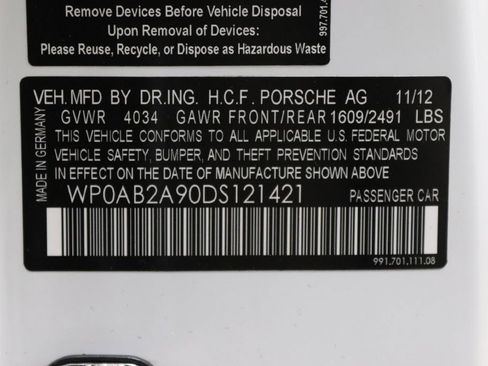 Remove Devices Before Vehicle Disposal
Upon Removal of Devices:
Please Reuse, Recycle, or Dispose as Hazardous Waste
997.701.4
VEH.MFD BY DR.ING. H.C.F. PORSCHE AG 11/12
GVWR 4034 GAWR FRONT/REAR 1609/2491 LBS
THIS VEHICLE CONFORMS TO ALL APPLICABLE U.S. FEDERAL MOTOR
VEHICLE SAFETY, BUMPER, AND THEFT PREVENTION STANDARDS
IN EFFECT ON THE DATE OF MANUFACTURE SHOWN ABOVE
WP0AB2A90DS121421 PASSENGER CAR
MADE IN GERMANY
991.701.111.08